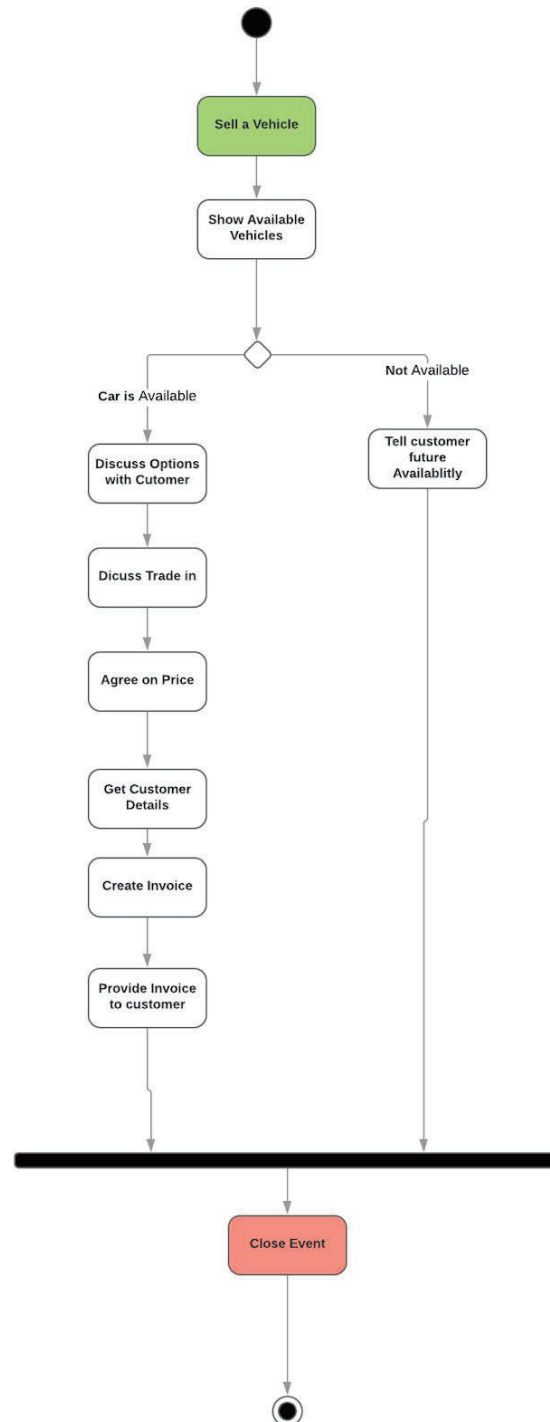 Sell a Vehicle
Show Available
Vehicles
Car is Available
Not Available
Discuss Options
with Cutomer
Tell customer
future
Availablitly
Dicuss Trade in
Agree on Price
Get Customer
Details
Create Invoice
Provide Invoice
to customer
Close Event